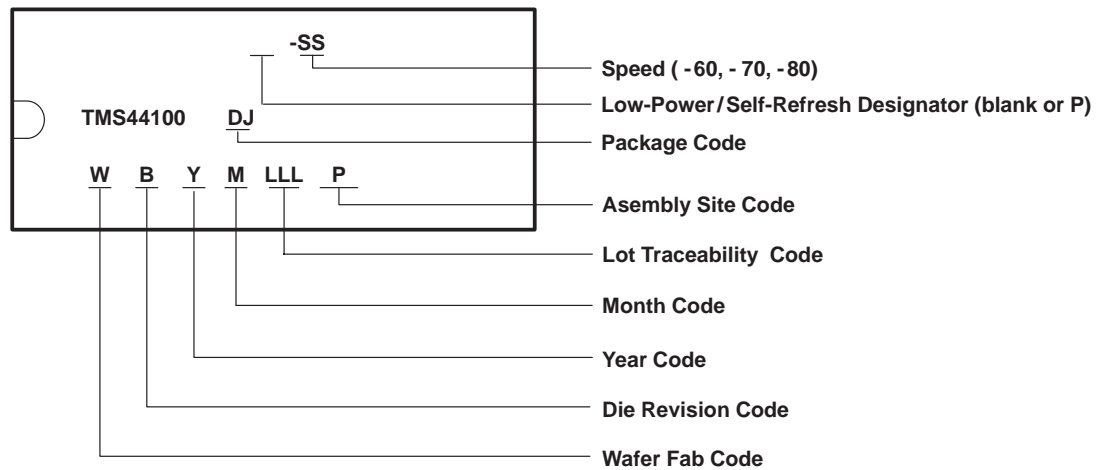 -SS
Speed ( -60, - 70, -80)
Low-Power/Self-Refresh Designator (blank or P)
TMS44100 DJ
Package Code
W B Y M LLL P
Asembly Site Code
Lot Traceability Code
Month Code
Year Code
Die Revision Code
Wafer Fab Code